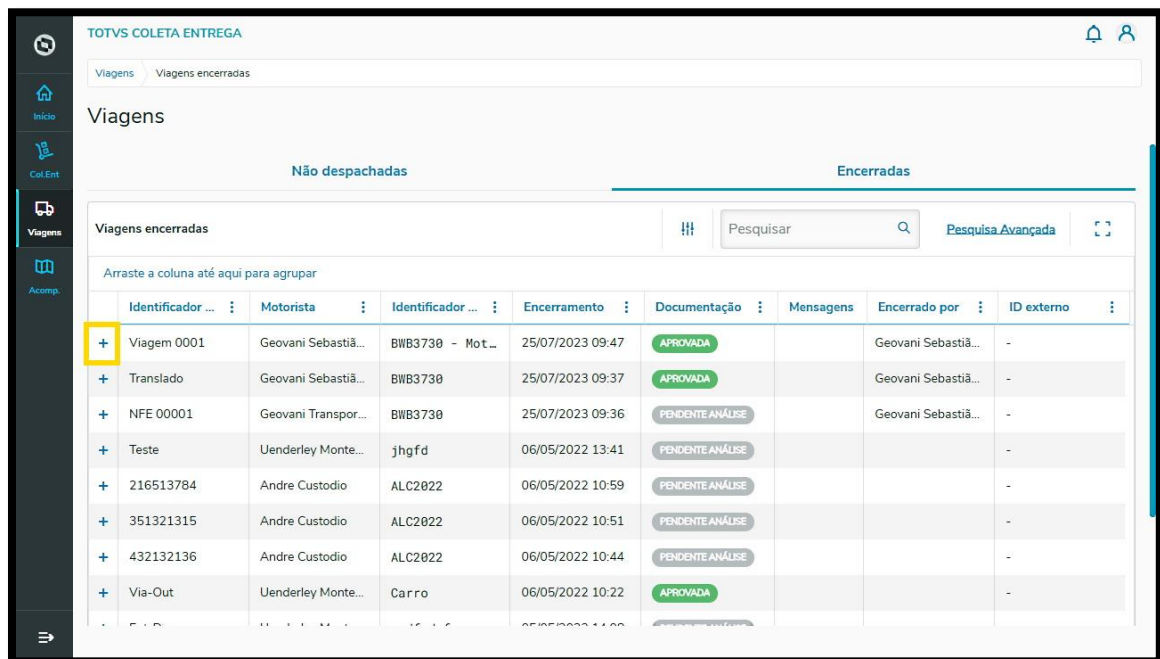 TOTVS COLETA ENTREGA
Viagens Viagens encerradas
Início
Viagens
Col.Ent
Não despachadas Encerradas
Viagens
Viagens encerradas Pesquisar Pesquisa Avançada
Acomp.
Arraste a coluna até aqui para agrupar
Identificador ... Motorista Identificador ... Encerramento Documentação Mensagens Encerrado por ID externo
+ Viagem 0001 Geovani Sebastiã... BWB3730 - Mot... 25/07/2023 09:47 APROVADA Geovani Sebastiã... -
+ Translado Geovani Sebastiã... BWB3730 25/07/2023 09:37 APROVADA Geovani Sebastiã... -
+ NFE 00001 Geovani Transpor... BWB3730 25/07/2023 09:36 PENDENTE ANÁLISE Geovani Sebastiã... -
+ Teste Uenderley Monte... jhgfd 06/05/2022 13:41 PENDENTE ANÁLISE -
+ 216513784 Andre Custodio ALC2022 06/05/2022 10:59 PENDENTE ANÁLISE -
+ 351321315 Andre Custodio ALC2022 06/05/2022 10:51 PENDENTE ANÁLISE -
+ 432132136 Andre Custodio ALC2022 06/05/2022 10:44 PENDENTE ANÁLISE -
+ Via-Out Uenderley Monte... Carro 06/05/2022 10:22 APROVADA -